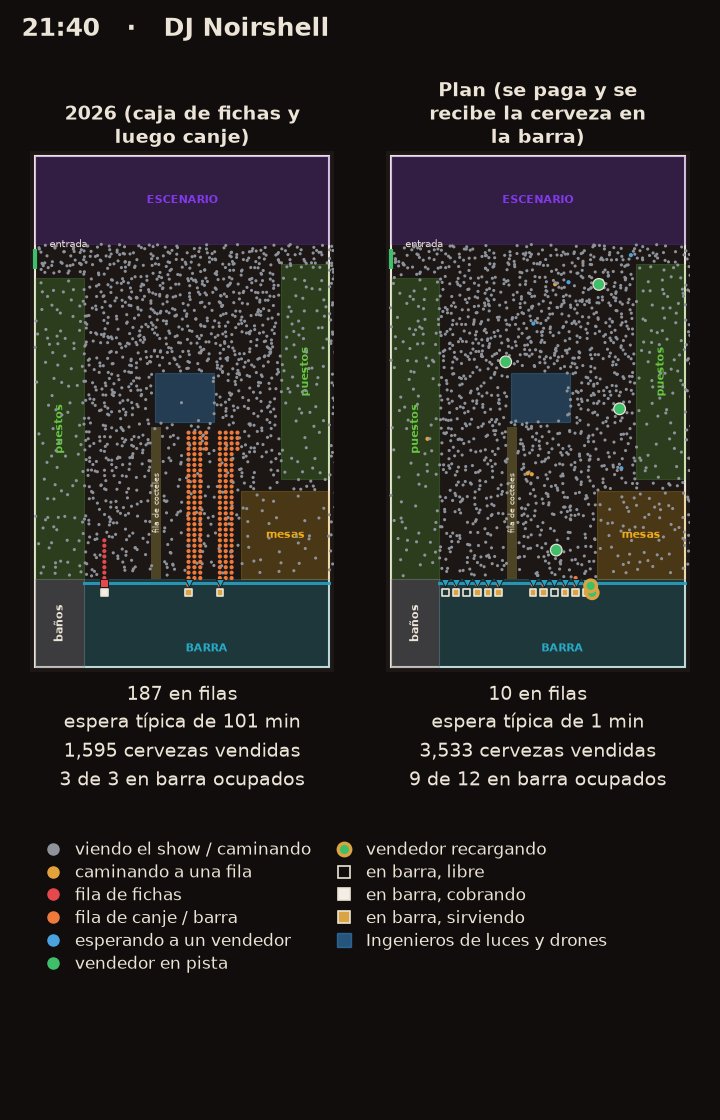 21:40 · DJ Noirshell
2026 (caja de fichas y
luego canje)
Plan (se paga y se
recibe la cerveza en
la barra)
ESCENARIO
entrada
puestos
puestos
fila de cocteles
mesas
baños
BARRA
ESCENARIO
entrada
puestos
puestos
fila de cocteles
mesas
baños
BARRA
187 en filas
espera típica de 101 min
1,595 cervezas vendidas
3 de 3 en barra ocupados
10 en filas
espera típica de 1 min
3,533 cervezas vendidas
9 de 12 en barra ocupados
viendo el show / caminando
caminando a una fila
fila de fichas
fila de canje / barra
esperando a un vendedor
vendedor en pista
vendedor recargando
en barra, libre
en barra, cobrando
en barra, sirviendo
Ingenieros de luces y drones